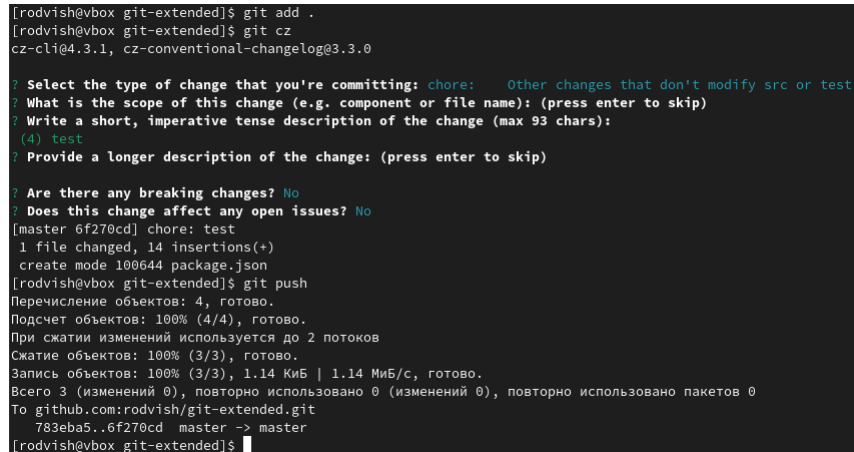 [rodvish@vbox git-extended]$ git add .
[rodvish@vbox git-extended]$ git cz
cz-cli@4.3.1, cz-conventional-changelog@3.3.0
? Select the type of change that you're committing: chore:    Other changes that don't modify src or test
? What is the scope of this change (e.g. component or file name): (press enter to skip)
? Write a short, imperative tense description of the change (max 93 chars):
(4) test
? Provide a longer description of the change: (press enter to skip)
? Are there any breaking changes? No
? Does this change affect any open issues? No
[master 6f270cd] chore: test
1 file changed, 14 insertions(+)
create mode 100644 package.json
[rodvish@vbox git-extended]$ git push
Перечисление объектов: 4, готово.
Подсчет объектов: 100% (4/4), готово.
При сжатии изменений используется до 2 потоков
Сжатие объектов: 100% (3/3), готово.
Запись объектов: 100% (3/3), 1.14 КиБ | 1.14 МиБ/с, готово.
Всего 3 (изменений 0), повторно использовано 0 (изменений 0), повторно использовано пакетов 0
To github.com:rodvish/git-extended.git
783eba5..6f270cd  master -> master
[rodvish@vbox git-extended]$